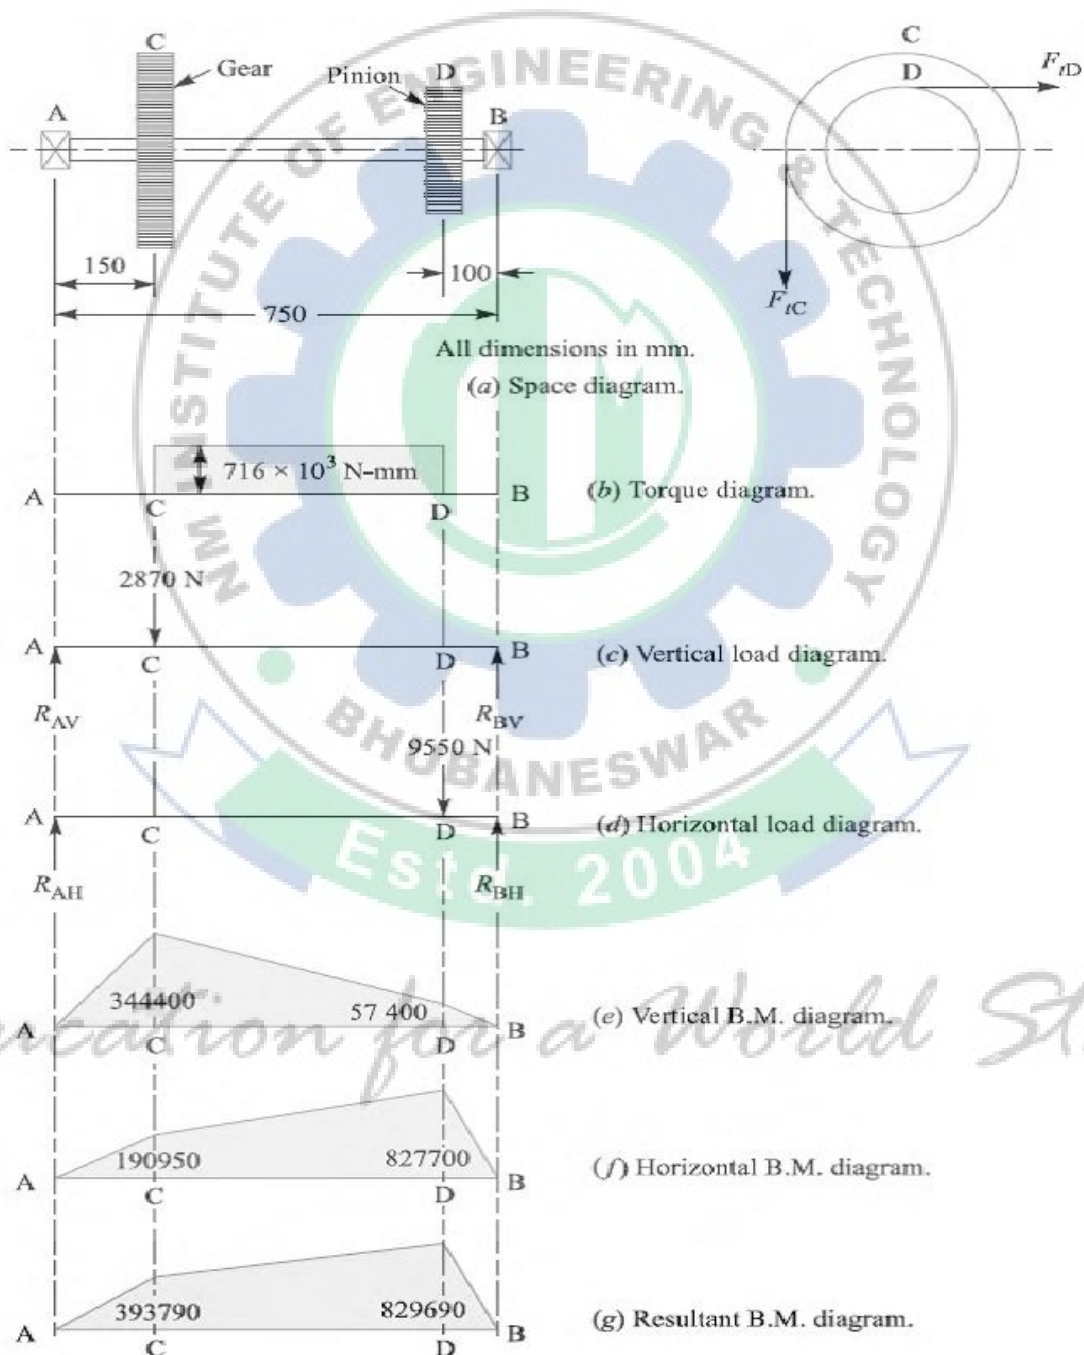 C
Gear
Pinion
D
A
B
150
100
750
All dimensions in mm.
(a) Space diagram.
C
D
F_tD
F_tC
716 × 10³ N-mm
A
C
D
B
(b) Torque diagram.
2870 N
A
C
D
B
(c) Vertical load diagram.
R_AV
R_BV
9550 N
A
C
D
B
(d) Horizontal load diagram.
R_AH
R_BH
344400
57 400
A
C
D
B
(e) Vertical B.M. diagram.
190950
827700
A
C
D
B
(f) Horizontal B.M. diagram.
393790
829690
A
C
D
B
(g) Resultant B.M. diagram.
NM INSTITUTE OF ENGINEERING & TECHNOLOGY
BHUBANESWAR
Estd. 2004
ucation for a World St